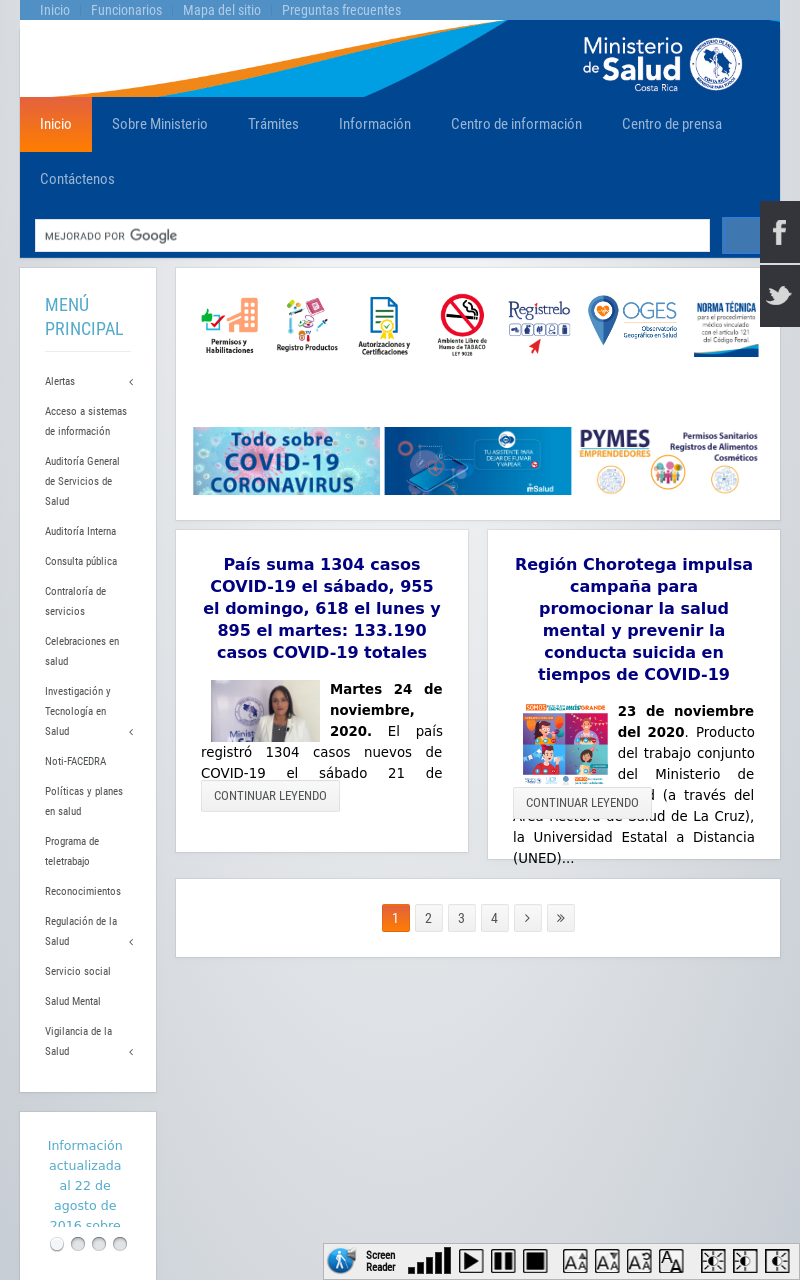 Inicio
Funcionarios
Mapa del sitio
Preguntas frecuentes
Ministerio
de Salud
Costa Rica
Inicio
Sobre Ministerio
Trámites
Información
Centro de información
Centro de prensa
Contáctenos
MEJORADO POR Google
MENÚ
PRINCIPAL
Alertas
Acceso a sistemas
de información
Auditoría General
de Servicios de
Salud
Auditoría Interna
Consulta pública
Contraloría de
servicios
Celebraciones en
salud
Investigación y
Tecnología en
Salud
Noti-FACEDRA
Políticas y planes
en salud
Programa de
teletrabajo
Reconocimientos
Regulación de la
Salud
Servicio social
Salud Mental
Vigilancia de la
Salud
Información
actualizada
al 22 de
agosto de
2016 sobre
Permisos y
Habilitaciones
Registro Productos
Autorizaciones y
Certificaciones
Ambiente Libre de
Humo de TABACO
LEY 9028
Regístrelo
OGES
Observatorio
Geográfico en Salud
NORMA TÉCNICA
para el procedimiento
médico vinculado
con el artículo 121
del Código Penal.
Todo sobre
COVID-19
CORONAVIRUS
TU ASISTENTE PARA
DEJAR DE FUMAR
Y VAPEAR
mSalud
PYMES
EMPRENDEDORES
Permisos Sanitarios
Registros de Alimentos
Cosméticos
País suma 1304 casos
COVID-19 el sábado, 955
el domingo, 618 el lunes y
895 el martes: 133.190
casos COVID-19 totales
Martes 24 de
noviembre,
2020. El país
registró 1304 casos nuevos de
COVID-19 el sábado 21 de
CONTINUAR LEYENDO
Región Chorotega impulsa
campaña para
promocionar la salud
mental y prevenir la
conducta suicida en
tiempos de COVID-19
23 de noviembre
del 2020. Producto
del trabajo conjunto
del Ministerio de
(a través del
CONTINUAR LEYENDO
Área Rectora de Salud de La Cruz),
la Universidad Estatal a Distancia
(UNED)...
1 2 3 4 › »
Screen
Reader